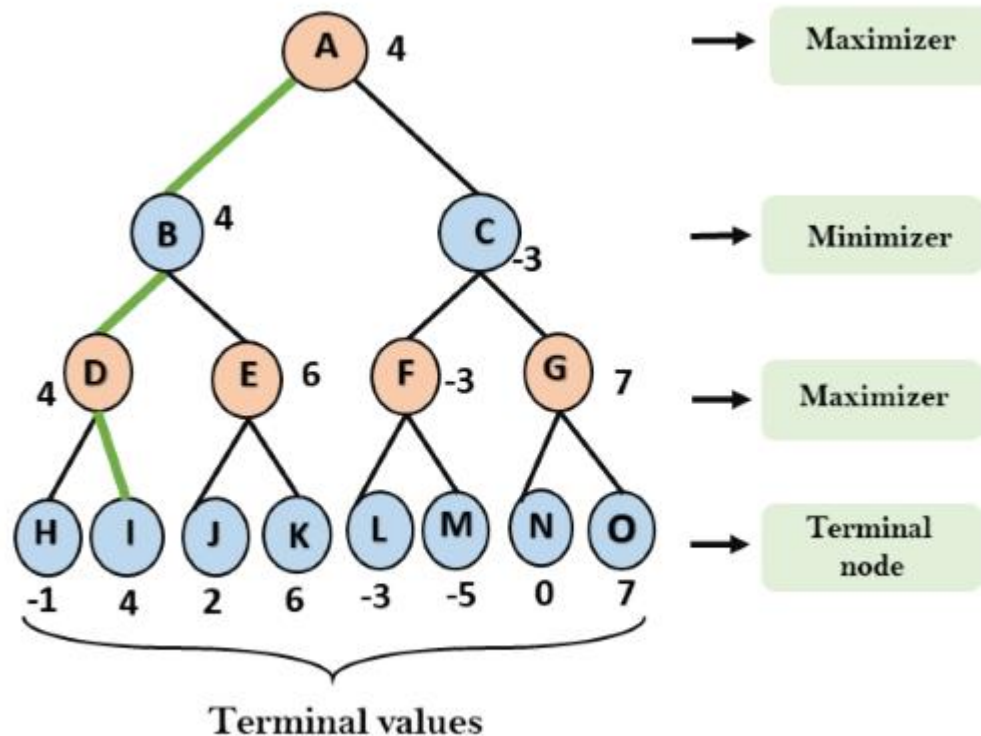 A 4
Maximizer
B 4
C -3
Minimizer
D 4
E 6
F -3
G 7
Maximizer
H I J K L M N O
Terminal
node
-1 4 2 6 -3 -5 0 7
Terminal values